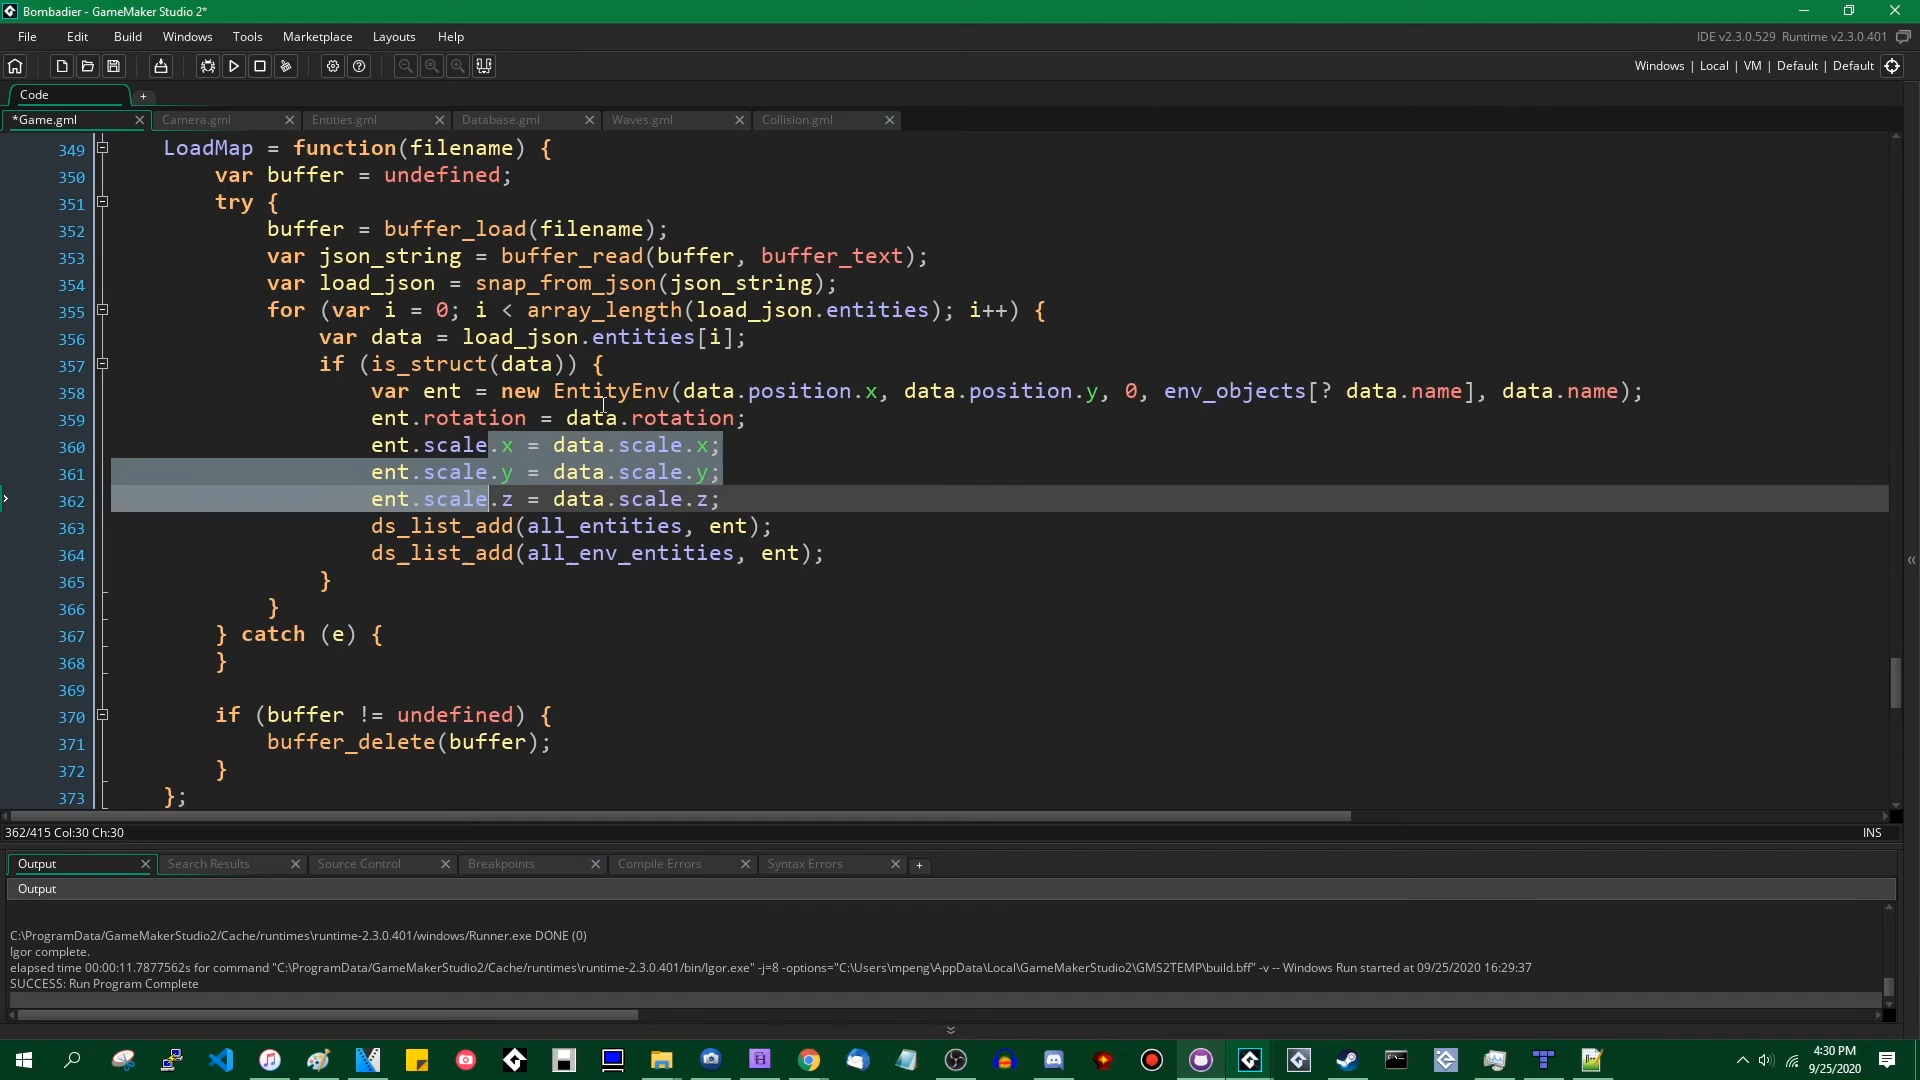 Bombadier - GameMaker Studio 2*
File Edit Build Windows Tools Marketplace Layouts Help
IDE v2.3.0.529 Runtime v2.3.0.401
Windows | Local | VM | Default | Default
Code
*Game.gml Camera.gml Entities.gml Database.gml Waves.gml Collision.gml
349 LoadMap = function(filename) {
350 var buffer = undefined;
351 try {
352 buffer = buffer_load(filename);
353 var json_string = buffer_read(buffer, buffer_text);
354 var load_json = snap_from_json(json_string);
355 for (var i = 0; i < array_length(load_json.entities); i++) {
356 var data = load_json.entities[i];
357 if (is_struct(data)) {
358 var ent = new EntityEnv(data.position.x, data.position.y, 0, env_objects[? data.name], data.name);
359 ent.rotation = data.rotation;
360 ent.scale.x = data.scale.x;
361 ent.scale.y = data.scale.y;
362 ent.scale.z = data.scale.z;
363 ds_list_add(all_entities, ent);
364 ds_list_add(all_env_entities, ent);
365 }
366 }
367 } catch (e) {
368 }
369
370 if (buffer != undefined) {
371 buffer_delete(buffer);
372 }
373 };
362/415 Col:30 Ch:30 INS
Output Search Results Source Control Breakpoints Compile Errors Syntax Errors
Output
C:\ProgramData/GameMakerStudio2/Cache/runtimes\runtime-2.3.0.401/windows/Runner.exe DONE (0)
Igor complete.
elapsed time 00:00:11.7877562s for command "C:\ProgramData/GameMakerStudio2/Cache/runtimes\runtime-2.3.0.401/bin/Igor.exe" -j=8 -options="C:\Users\mpeng\AppData\Local\GameMakerStudio2\GMS2TEMP\build.bff" -v -- Windows Run started at 09/25/2020 16:29:37
SUCCESS: Run Program Complete
4:30 PM
9/25/2020